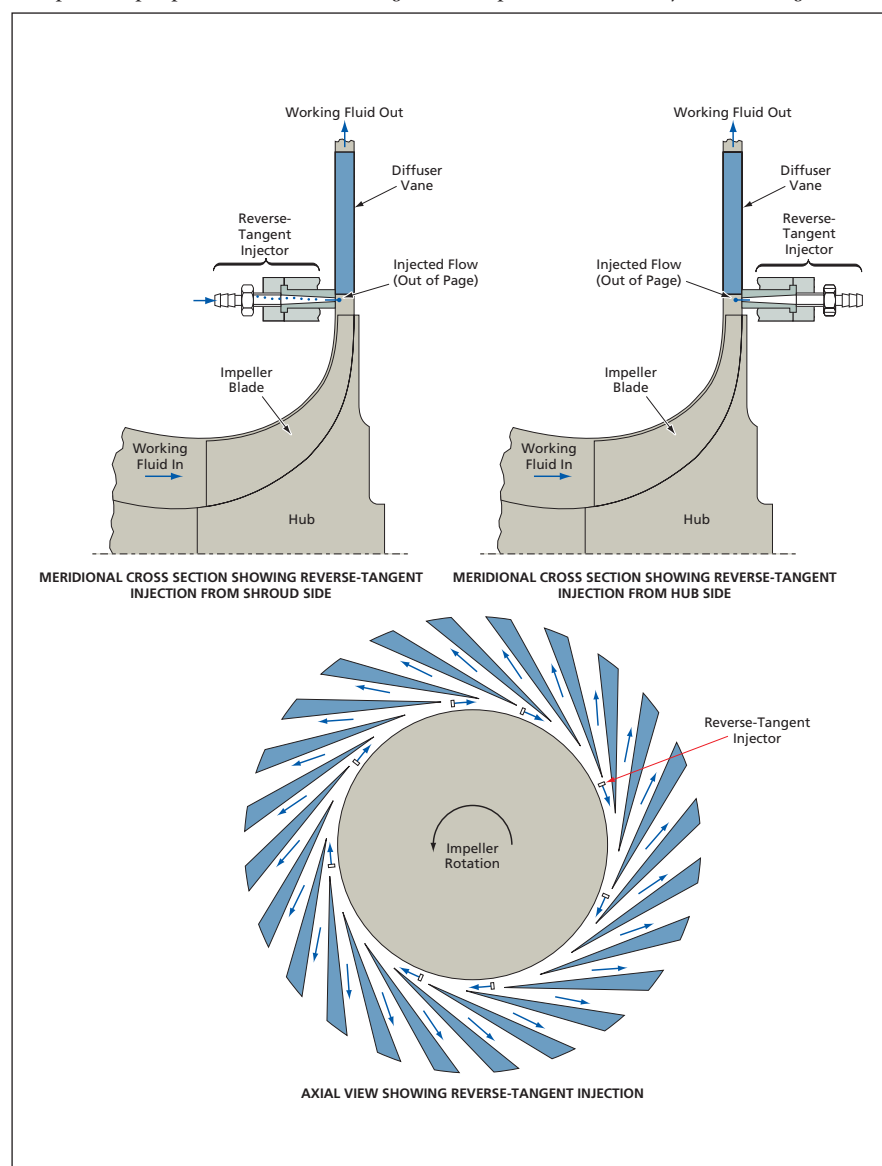 Working Fluid Out
Diffuser
Vane
Reverse-
Tangent
Injector
Injected Flow
(Out of Page)
Impeller
Blade
Working
Fluid In
Hub
MERIDIONAL CROSS SECTION SHOWING REVERSE-TANGENT
INJECTION FROM SHROUD SIDE
Working Fluid Out
Diffuser
Vane
Reverse-
Tangent
Injector
Injected Flow
(Out of Page)
Impeller
Blade
Working
Fluid In
Hub
MERIDIONAL CROSS SECTION SHOWING REVERSE-TANGENT
INJECTION FROM HUB SIDE
Reverse-Tangent
Injector
Impeller
Rotation
AXIAL VIEW SHOWING REVERSE-TANGENT INJECTION